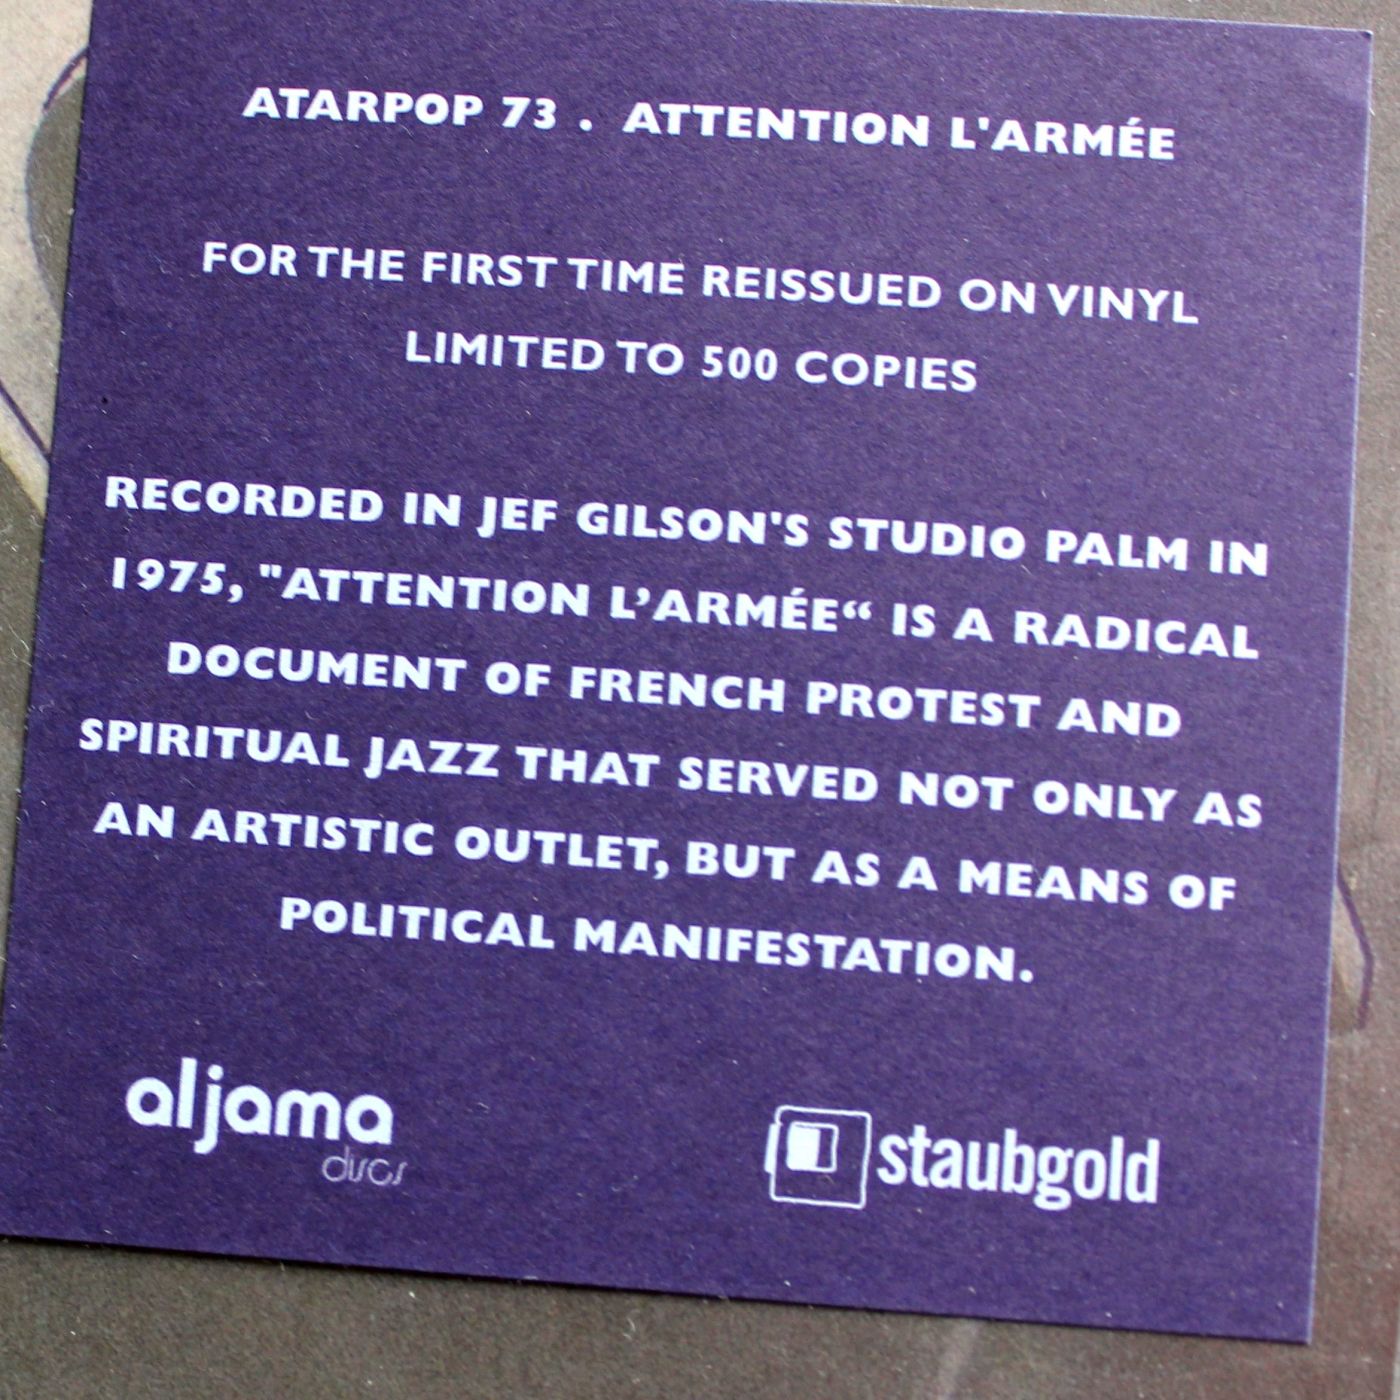 ATARPOP 73 . ATTENTION L'ARMÉE
FOR THE FIRST TIME REISSUED ON VINYL
LIMITED TO 500 COPIES
RECORDED IN JEF GILSON'S STUDIO PALM IN
1975, "ATTENTION L’ARMÉE“ IS A RADICAL
DOCUMENT OF FRENCH PROTEST AND
SPIRITUAL JAZZ THAT SERVED NOT ONLY AS
AN ARTISTIC OUTLET, BUT AS A MEANS OF
POLITICAL MANIFESTATION.
aljama
discs
staubgold